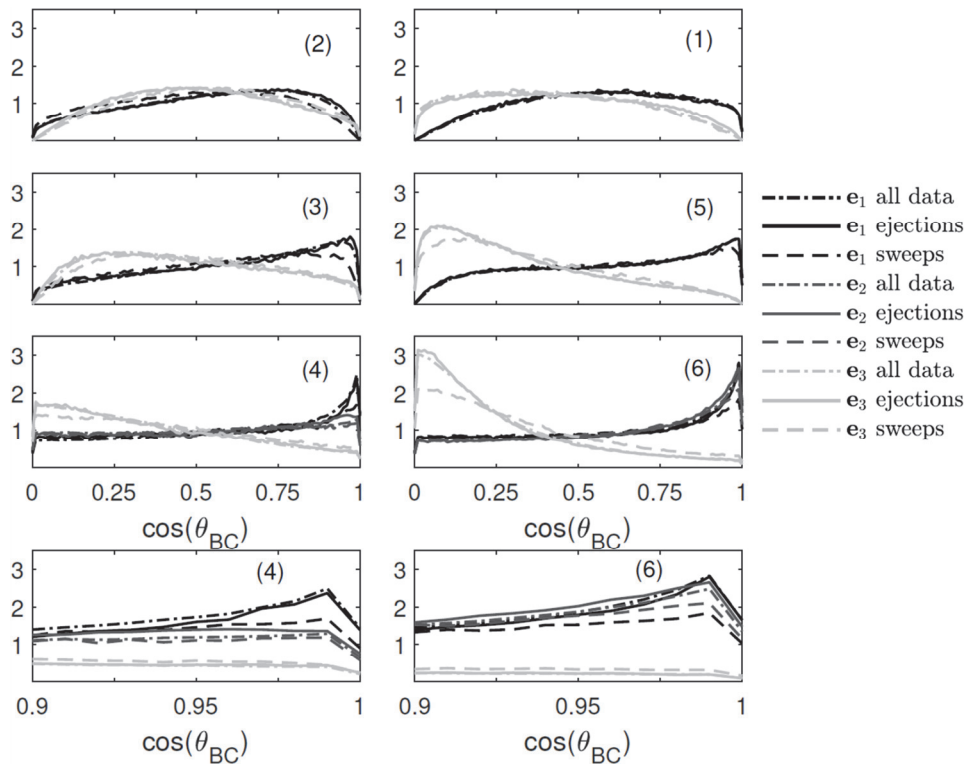 3
2
1
(2)
(1)
3
2
1
(3)
3
2
1
(5)
e1 all data
e1 ejections
e1 sweeps
e2 all data
e2 ejections
e2 sweeps
e3 all data
e3 ejections
e3 sweeps
3
2
1
(4)
3
2
1
(6)
0 0.25 0.5 0.75 1
0 0.25 0.5 0.75 1
cos(θBC)
cos(θBC)
3
2
1
(4)
3
2
1
(6)
0.9 0.95 1
0.9 0.95 1
cos(θBC)
cos(θBC)